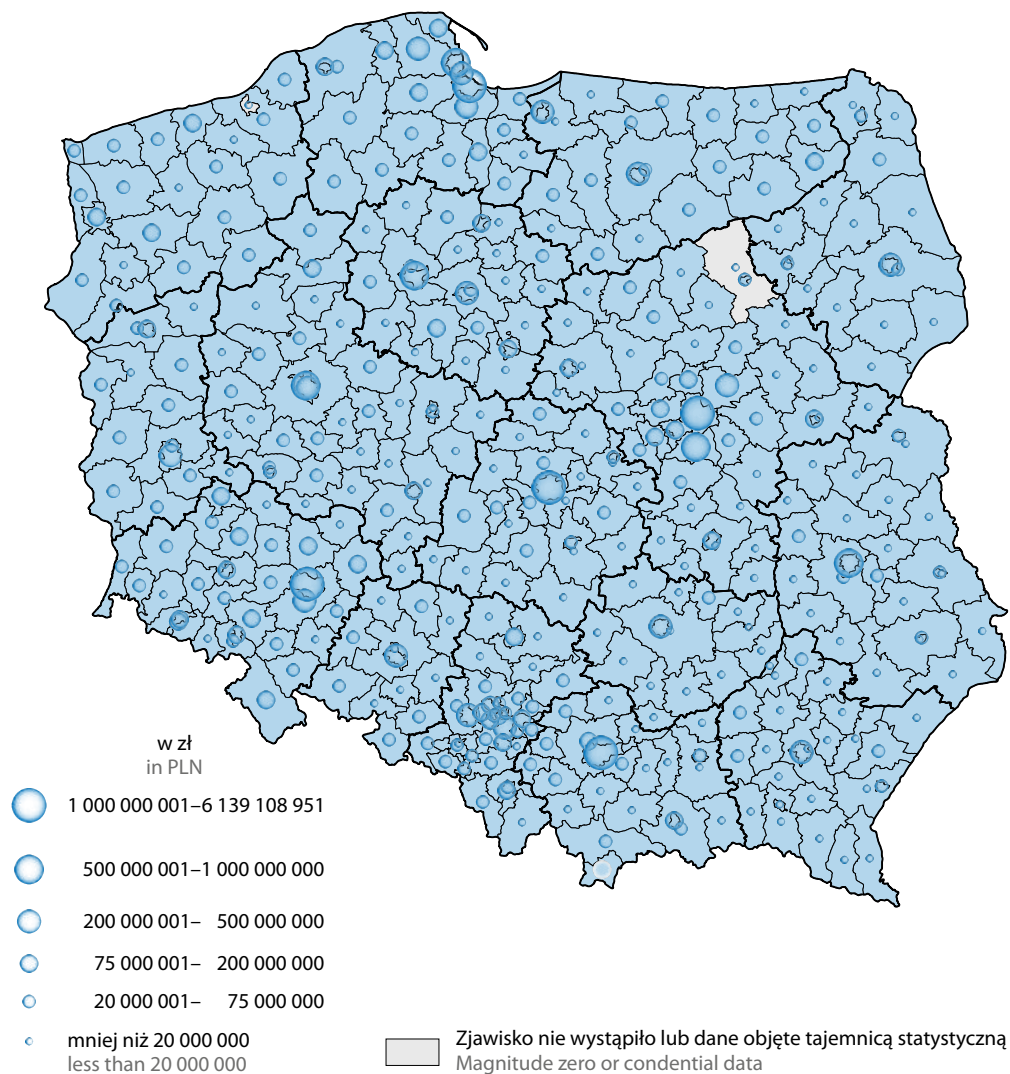 w zł
in PLN
1 000 000 001–6 139 108 951
500 000 001–1 000 000 000
200 000 001– 500 000 000
75 000 001– 200 000 000
20 000 001– 75 000 000
mniej niż 20 000 000
less than 20 000 000
Zjawisko nie wystąpiło lub dane objęte tajemnicą statystyczną
Magnitude zero or condential data